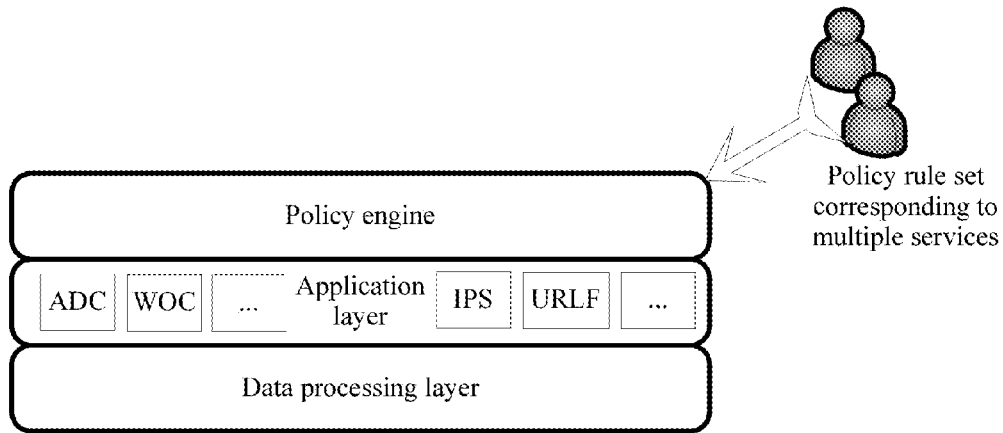 Policy rule set
corresponding to
multiple services
Policy engine
ADC WOC ... Application layer IPS URLF ...
Data processing layer